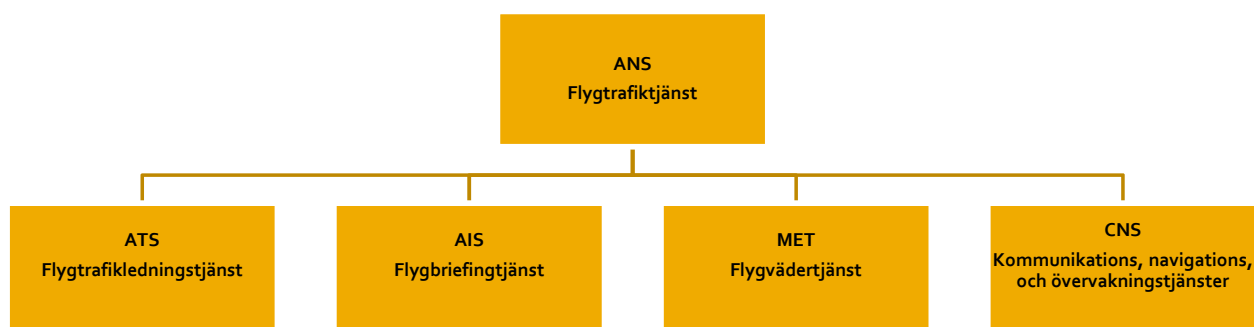 ANS
Flygtrafiktjänst
ATS
Flygtrafikledningstjänst
AIS
Flygbriefingtjänst
MET
Flygvädertjänst
CNS
Kommunikations, navigations,
och övervakningstjänster